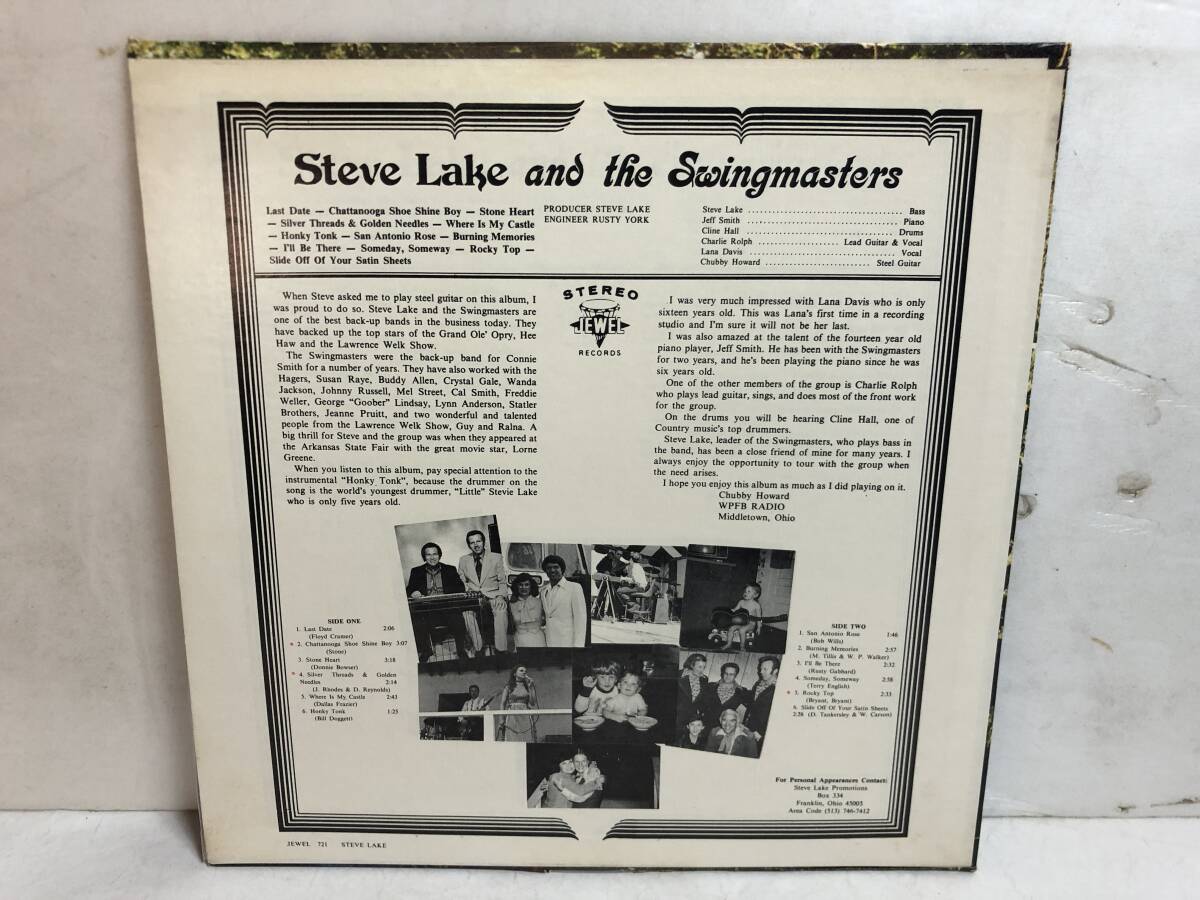 Steve Lake and the Swingmasters
Last Date — Chattanooga Shoe Shine Boy — Stone Heart
— Silver Threads & Golden Needles — Where Is My Castle
— Honky Tonk — San Antonio Rose — Burning Memories
— I'll Be There — Someday, Someway — Rocky Top —
Slide Off Of Your Satin Sheets
PRODUCER STEVE LAKE
ENGINEER RUSTY YORK
Steve Lake ........ Bass
Jeff Smith ........ Piano
Cline Hall ........ Drums
Charlie Rolph ........ Lead Guitar & Vocal
Lana Davis ........ Vocal
Chubby Howard ........ Steel Guitar
When Steve asked me to play steel guitar on this album, I
was proud to do so. Steve Lake and the Swingmasters are
one of the best back-up bands in the business today. They
have backed up the top stars of the Grand Ole' Opry, Hee
Haw and the Lawrence Welk Show.
The Swingmasters were the back-up band for Connie
Smith for a number of years. They have also worked with the
Hagers, Susan Raye, Buddy Allen, Crystal Gale, Wanda
Jackson, Johnny Russell, Mel Street, Cal Smith, Freddie
Weller, George "Goober" Lindsay, Lynn Anderson, Statler
Brothers, Jeanne Pruitt, and two wonderful and talented
people from the Lawrence Welk Show, Guy and Ralna. A
big thrill for Steve and the group was when they appeared at
the Arkansas State Fair with the great movie star, Lorne
Greene.
When you listen to this album, pay special attention to the
instrumental "Honky Tonk", because the drummer on the
song is the world's youngest drummer, "Little" Stevie Lake
who is only five years old.
STEREO
JEWEL
RECORDS
I was very much impressed with Lana Davis who is only
sixteen years old. This was Lana's first time in a recording
studio and I'm sure it will not be her last.
I was also amazed at the talent of the fourteen year old
piano player, Jeff Smith. He has been with the Swingmasters
for two years, and he's been playing the piano since he was
six years old.
One of the other members of the group is Charlie Rolph
who plays lead guitar, sings, and does most of the front work
for the group.
On the drums you will be hearing Cline Hall, one of
Country music's top drummers.
Steve Lake, leader of the Swingmasters, who plays bass in
the band, has been a close friend of mine for many years. I
always enjoy the opportunity to tour with the group when
the need arises.
I hope you enjoy this album as much as I did playing on it.
Chubby Howard
WPFB RADIO
Middletown, Ohio
SIDE ONE
1. Last Date 2:06
(Floyd Cramer)
* 2. Chattanooga Shoe Shine Boy 3:07
(Stone)
3. Stone Heart 3:18
(Donnie Bowser)
* 4. Silver Threads & Golden
Needles 2:14
(J. Rhodes & D. Reynolds)
5. Where Is My Castle 2:43
(Dallas Frazier)
6. Honky Tonk 1:25
(Bill Doggett)
SIDE TWO
1. San Antonio Rose 1:46
(Bob Wills)
2. Burning Memories 2:57
(M. Tillis & W. P. Walker)
3. I'll Be There 2:32
(Rusty Gabbard)
4. Someday, Someway 2:58
(Terry English)
* 5. Rocky Top 2:33
(Bryant, Bryant)
6. Slide Off Of Your Satin Sheets
2:28 (D. Tankersley & W. Carson)
For Personal Appearances Contact:
Steve Lake Promotions
Box 334
Franklin, Ohio 45005
Area Code (513) 746-7412
JEWEL 721 STEVE LAKE